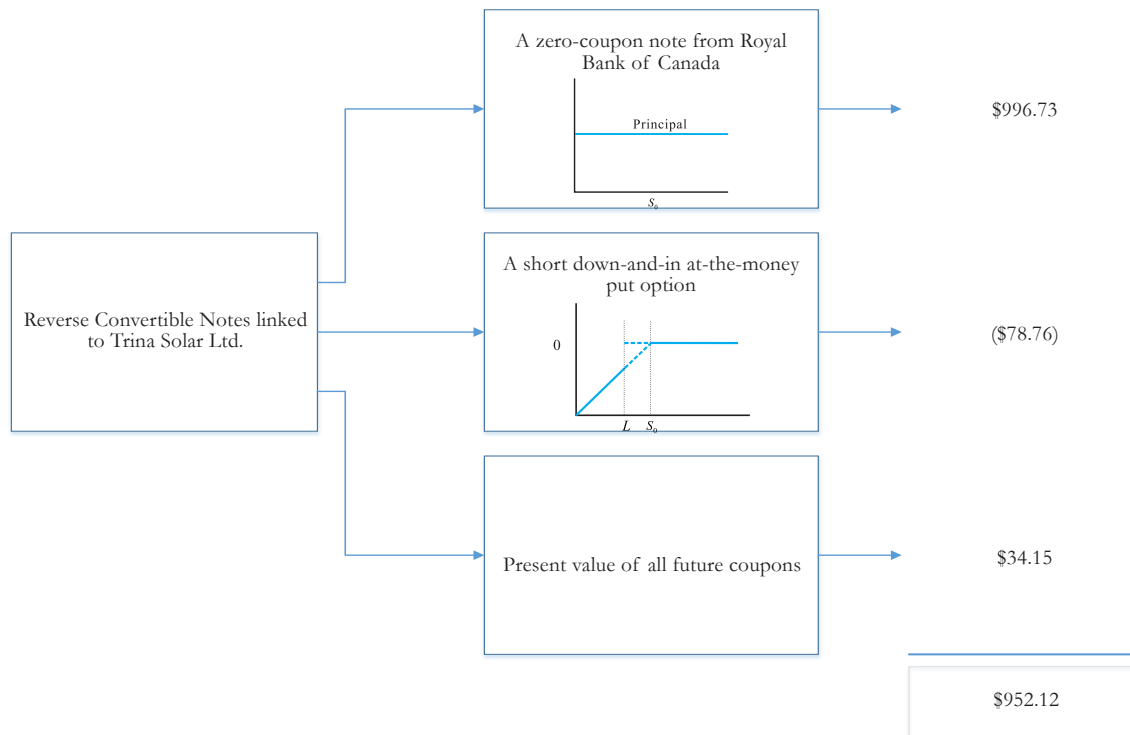 A zero-coupon note from Royal
Bank of Canada
Principal
S₀
$996.73
Reverse Convertible Notes linked
to Trina Solar Ltd.
A short down-and-in at-the-money
put option
0
L S₀
($78.76)
Present value of all future coupons
$34.15
$952.12